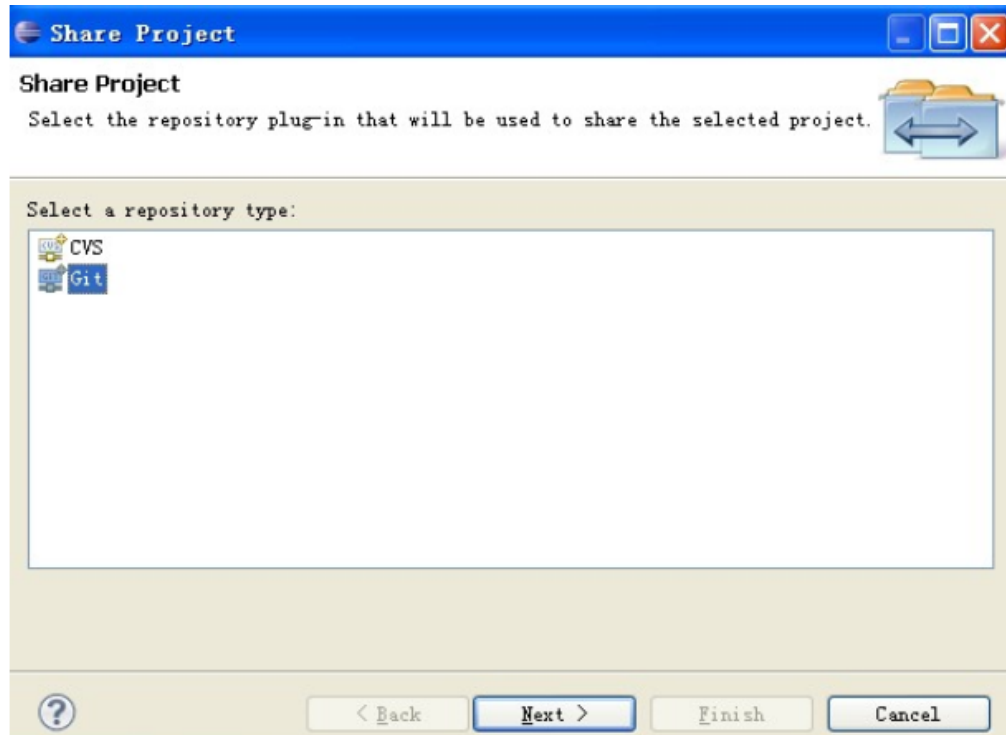 Share Project
Share Project
Select the repository plug-in that will be used to share the selected project.
Select a repository type:
CVS
Git
< Back
Next >
Finish
Cancel